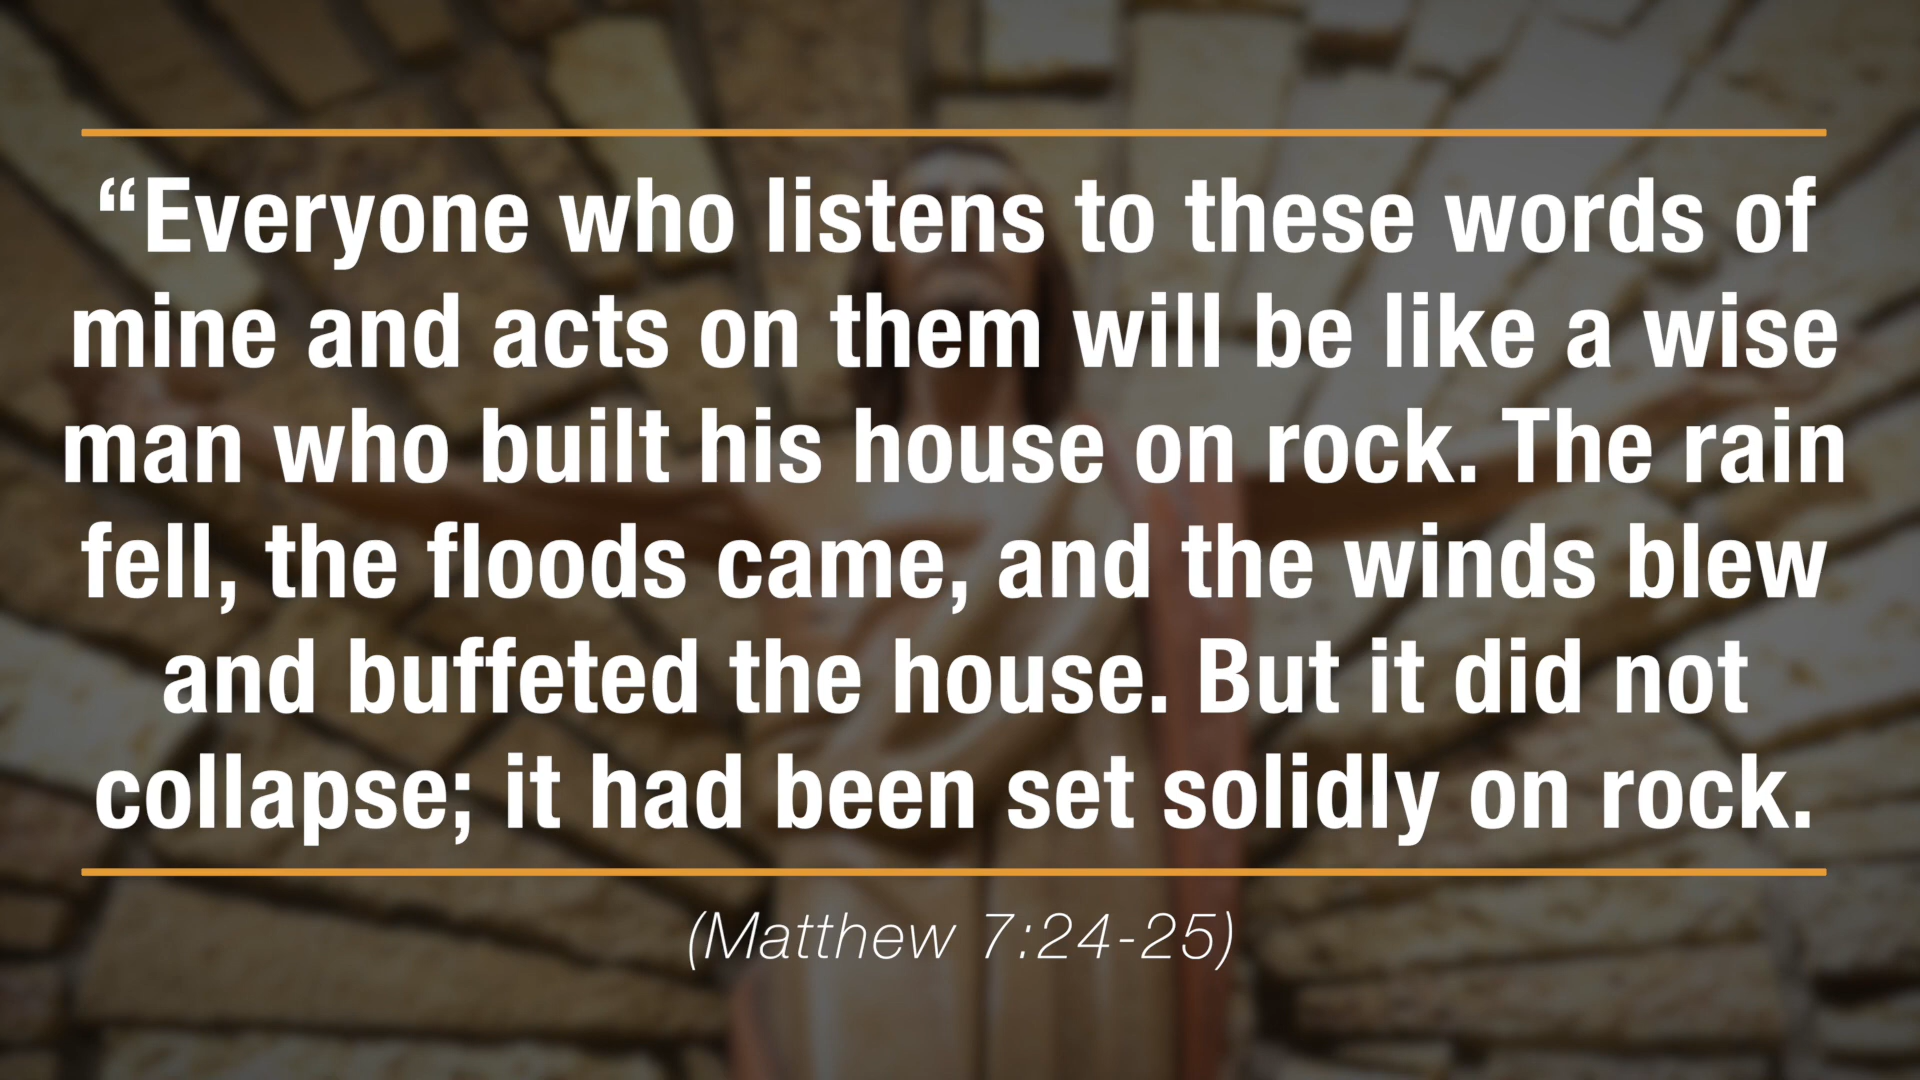 “Everyone who listens to these words of
mine and acts on them will be like a wise
man who built his house on rock. The rain
fell, the floods came, and the winds blew
and buffeted the house. But it did not
collapse; it had been set solidly on rock.
(Matthew 7:24-25)